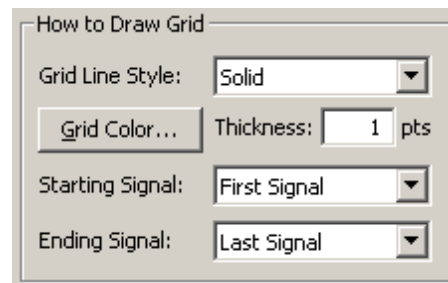 How to Draw Grid
Grid Line Style: Solid
Grid Color... Thickness: 1 pts
Starting Signal: First Signal
Ending Signal: Last Signal